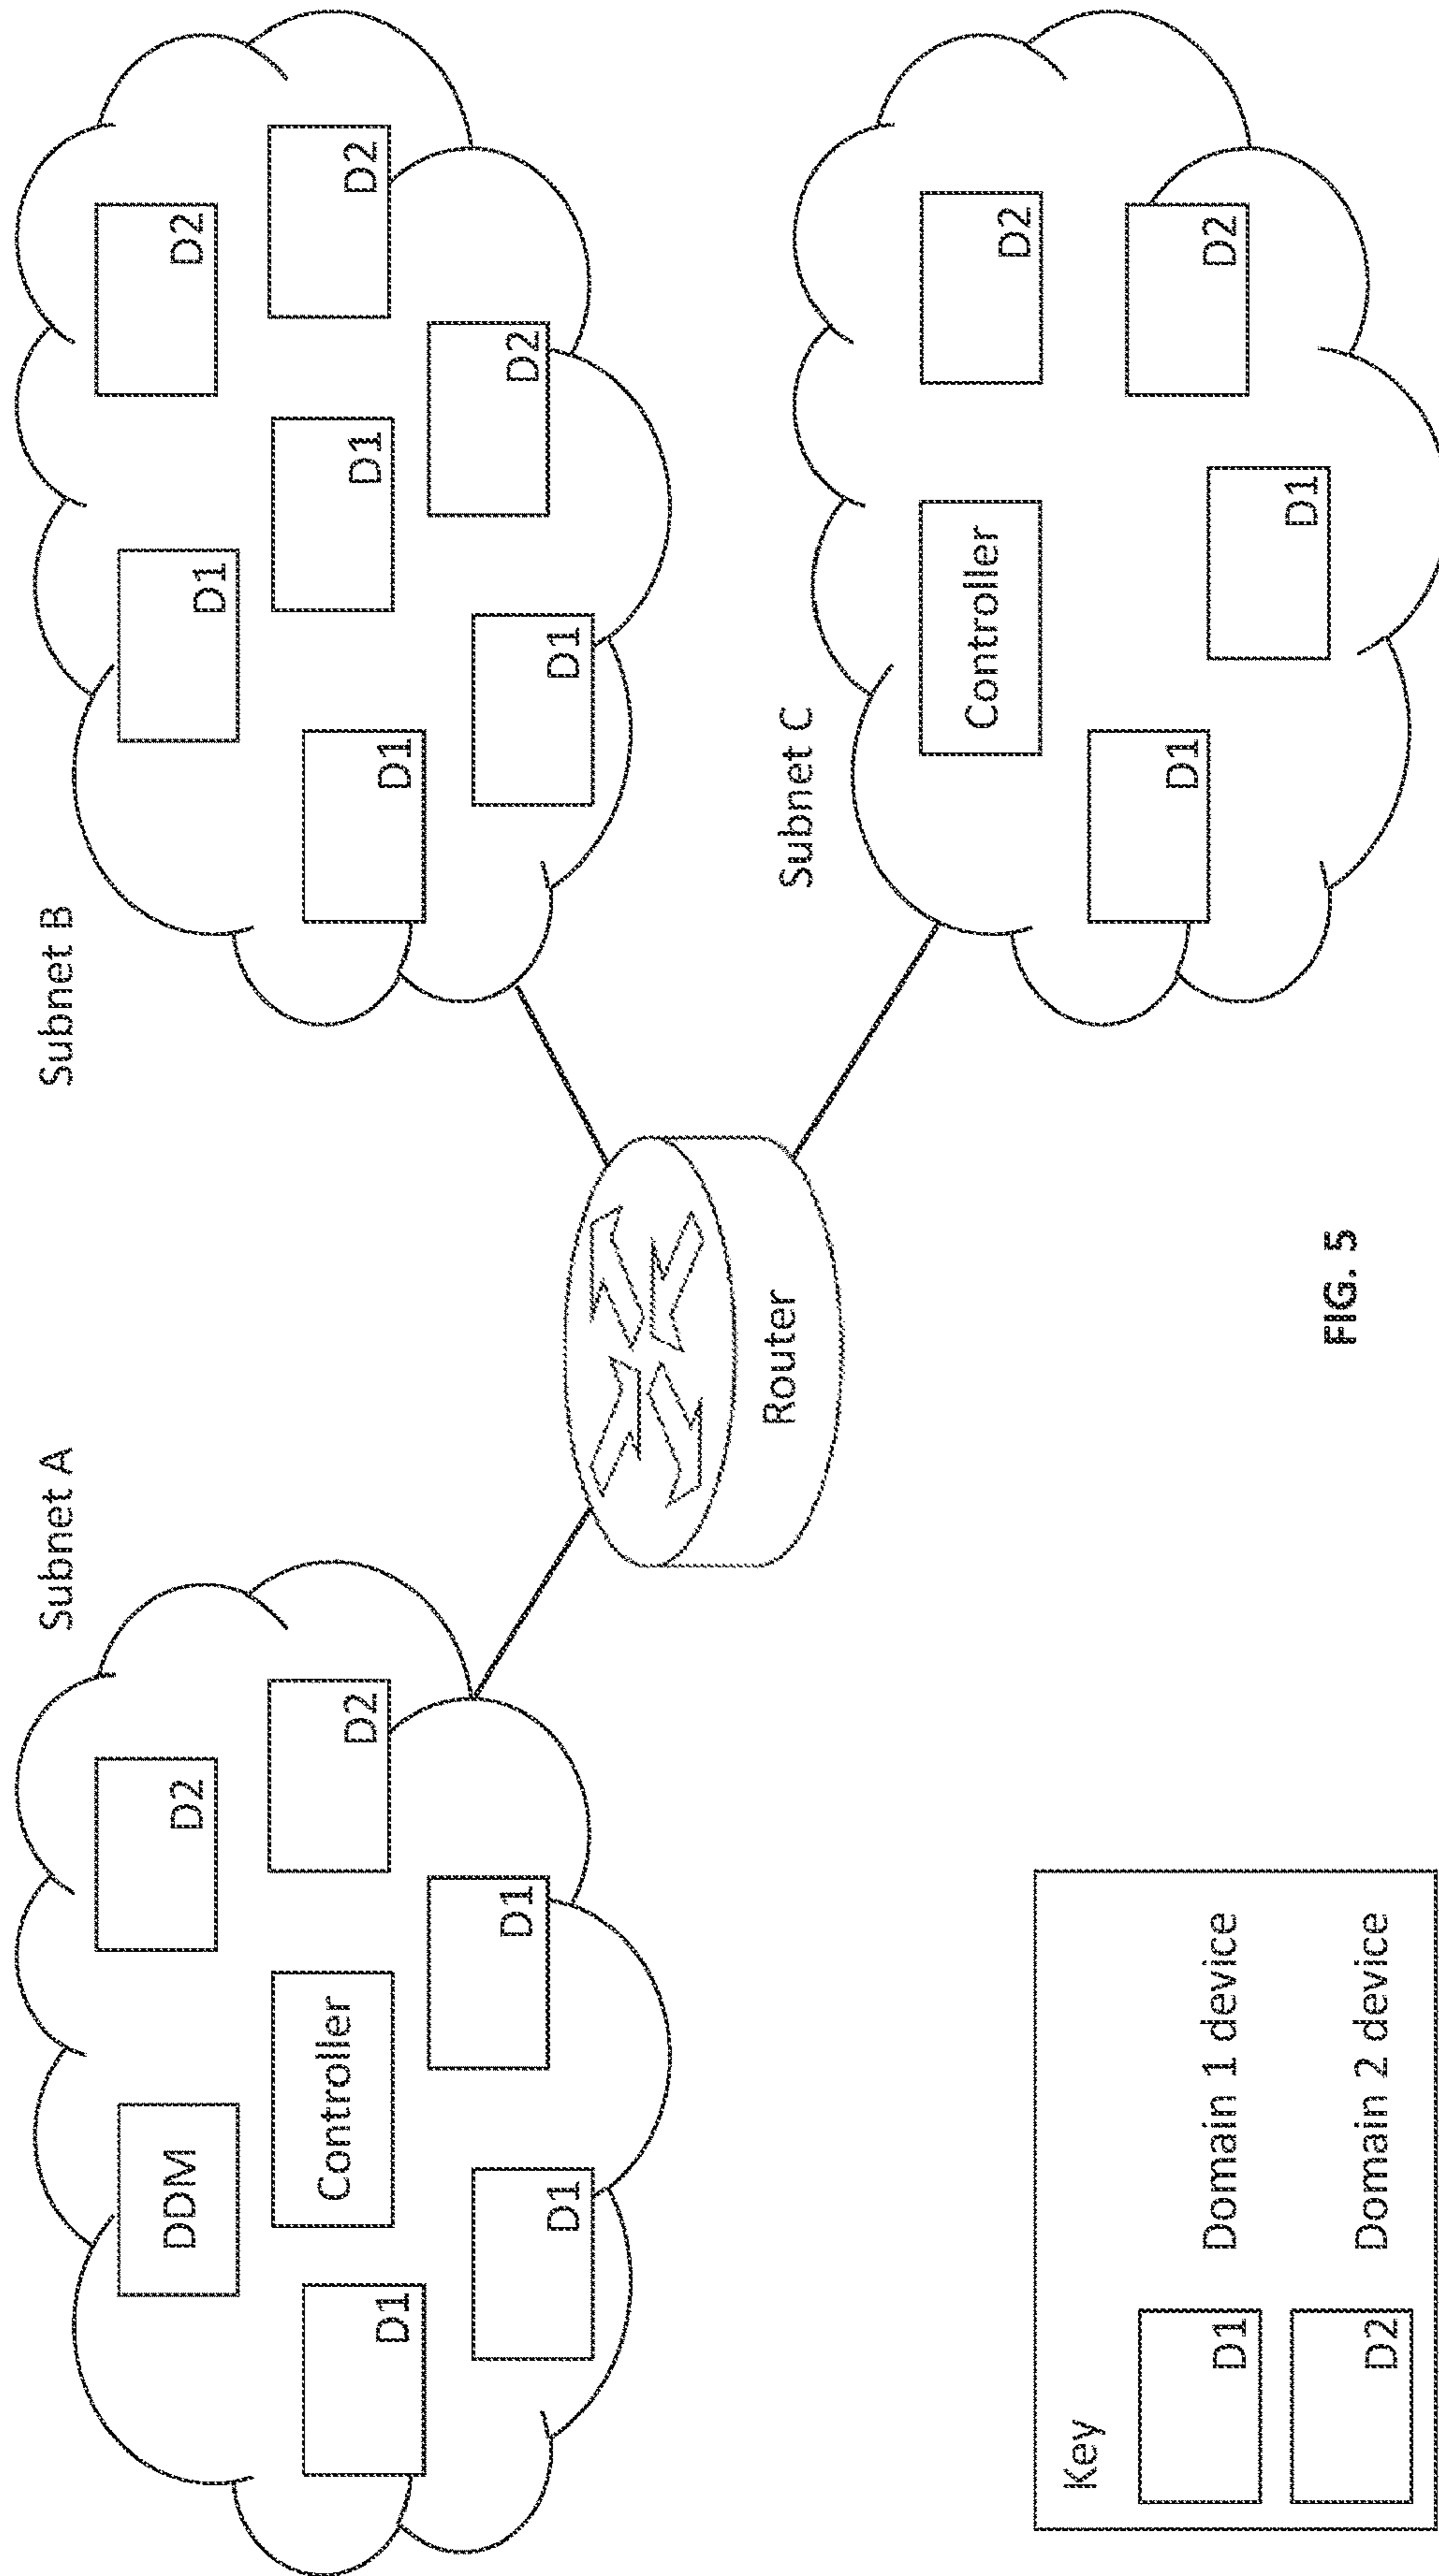 Subnet A
DDM
D2
Controller
D2
D1
D1
D1
Subnet B
D1
D2
D1
D2
D1
D2
D1
Router
Subnet C
Controller
D2
D1
D2
D1
Key
D1
Domain 1 device
D2
Domain 2 device
FIG. 5